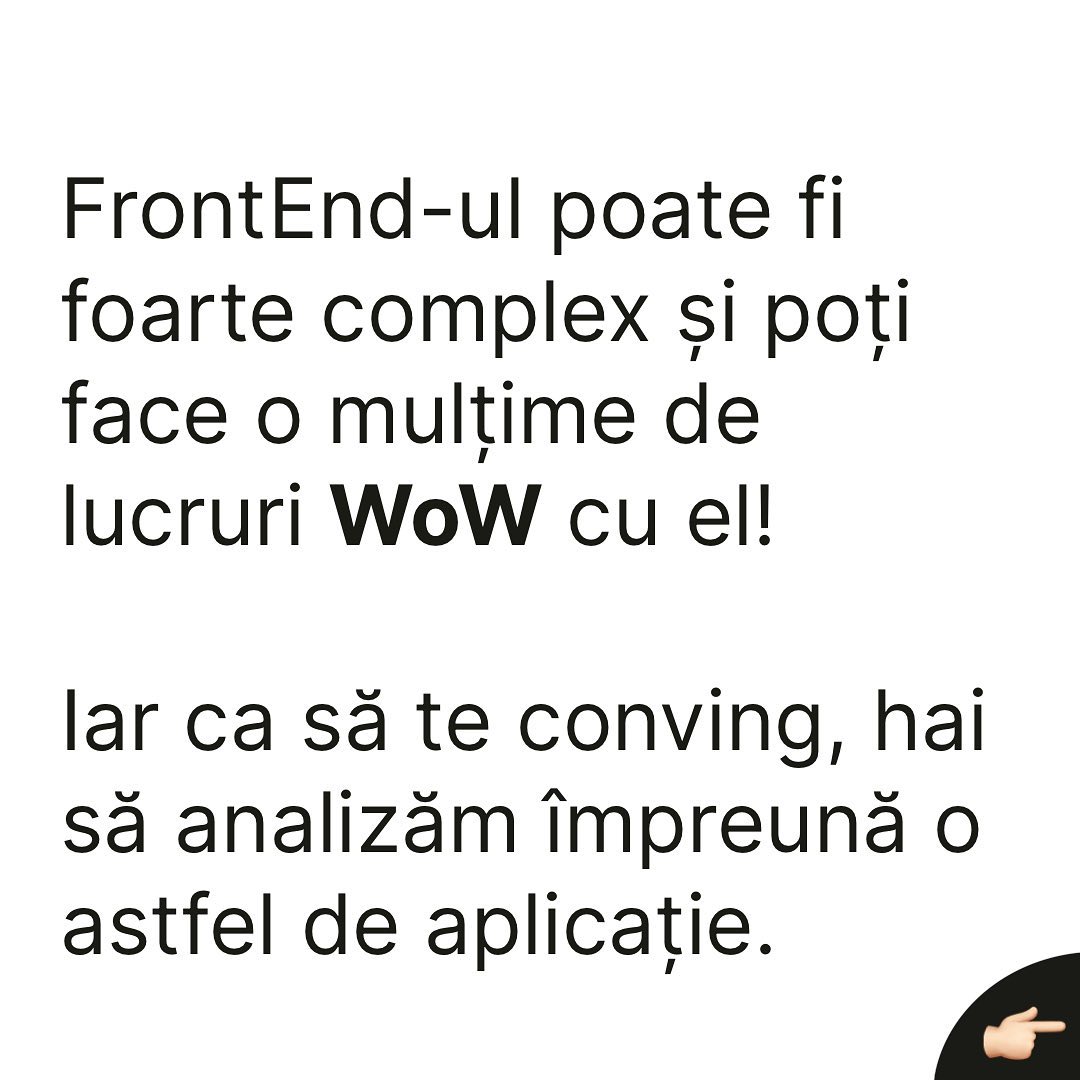 FrontEnd-ul poate fi
foarte complex și poți
face o mulțime de
lucruri WoW cu el!
Iar ca să te conving, hai
să analizăm împreună o
astfel de aplicație.